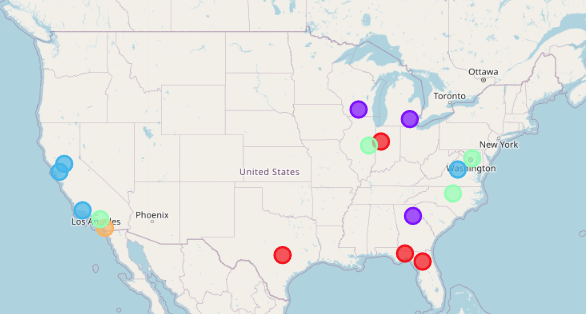 Ottawa
Toronto
New York
Washington
United States
Phoenix
Los Angeles